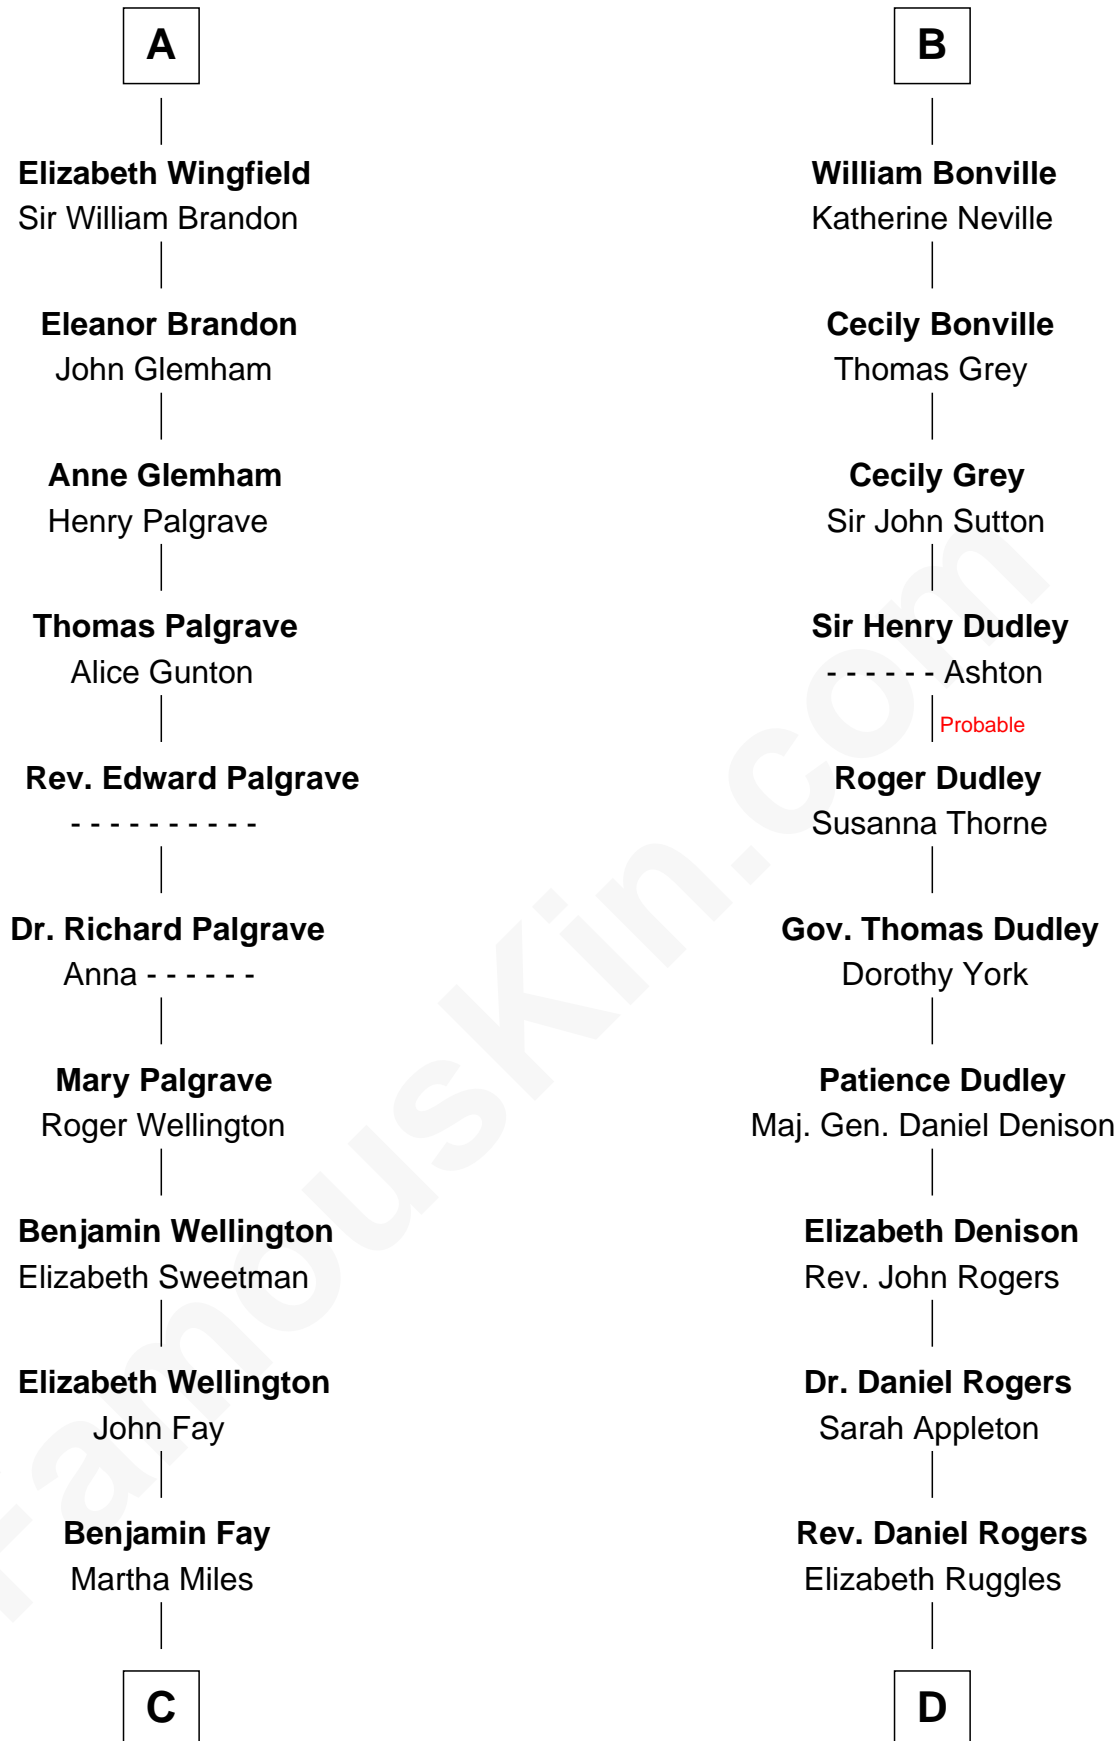 A
Elizabeth Wingfield
Sir William Brandon
Eleanor Brandon
John Glemham
Anne Glemham
Henry Palgrave
Thomas Palgrave
Alice Gunton
Rev. Edward Palgrave
- - - - - - - - - -
Dr. Richard Palgrave
Anna - - - - - -
Mary Palgrave
Roger Wellington
Benjamin Wellington
Elizabeth Sweetman
Elizabeth Wellington
John Fay
Benjamin Fay
Martha Miles
C
B
William Bonville
Katherine Neville
Cecily Bonville
Thomas Grey
Cecily Grey
Sir John Sutton
Sir Henry Dudley
- - - - - - Ashton
Probable
Roger Dudley
Susanna Thorne
Gov. Thomas Dudley
Dorothy York
Patience Dudley
Maj. Gen. Daniel Denison
Elizabeth Denison
Rev. John Rogers
Dr. Daniel Rogers
Sarah Appleton
Rev. Daniel Rogers
Elizabeth Ruggles
D
FamousKin.com